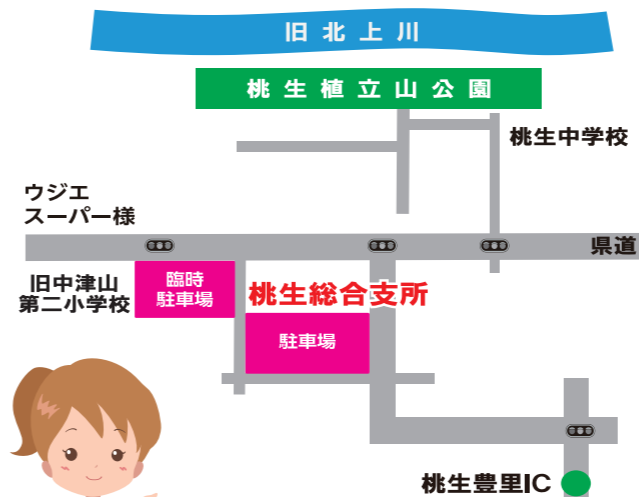 旧北上川
桃生植立山公園
桃生中学校
ウジエ
スーパー様
県道
旧中津山
第二小学校
臨時
駐車場
桃生総合支所
駐車場
桃生豊里IC